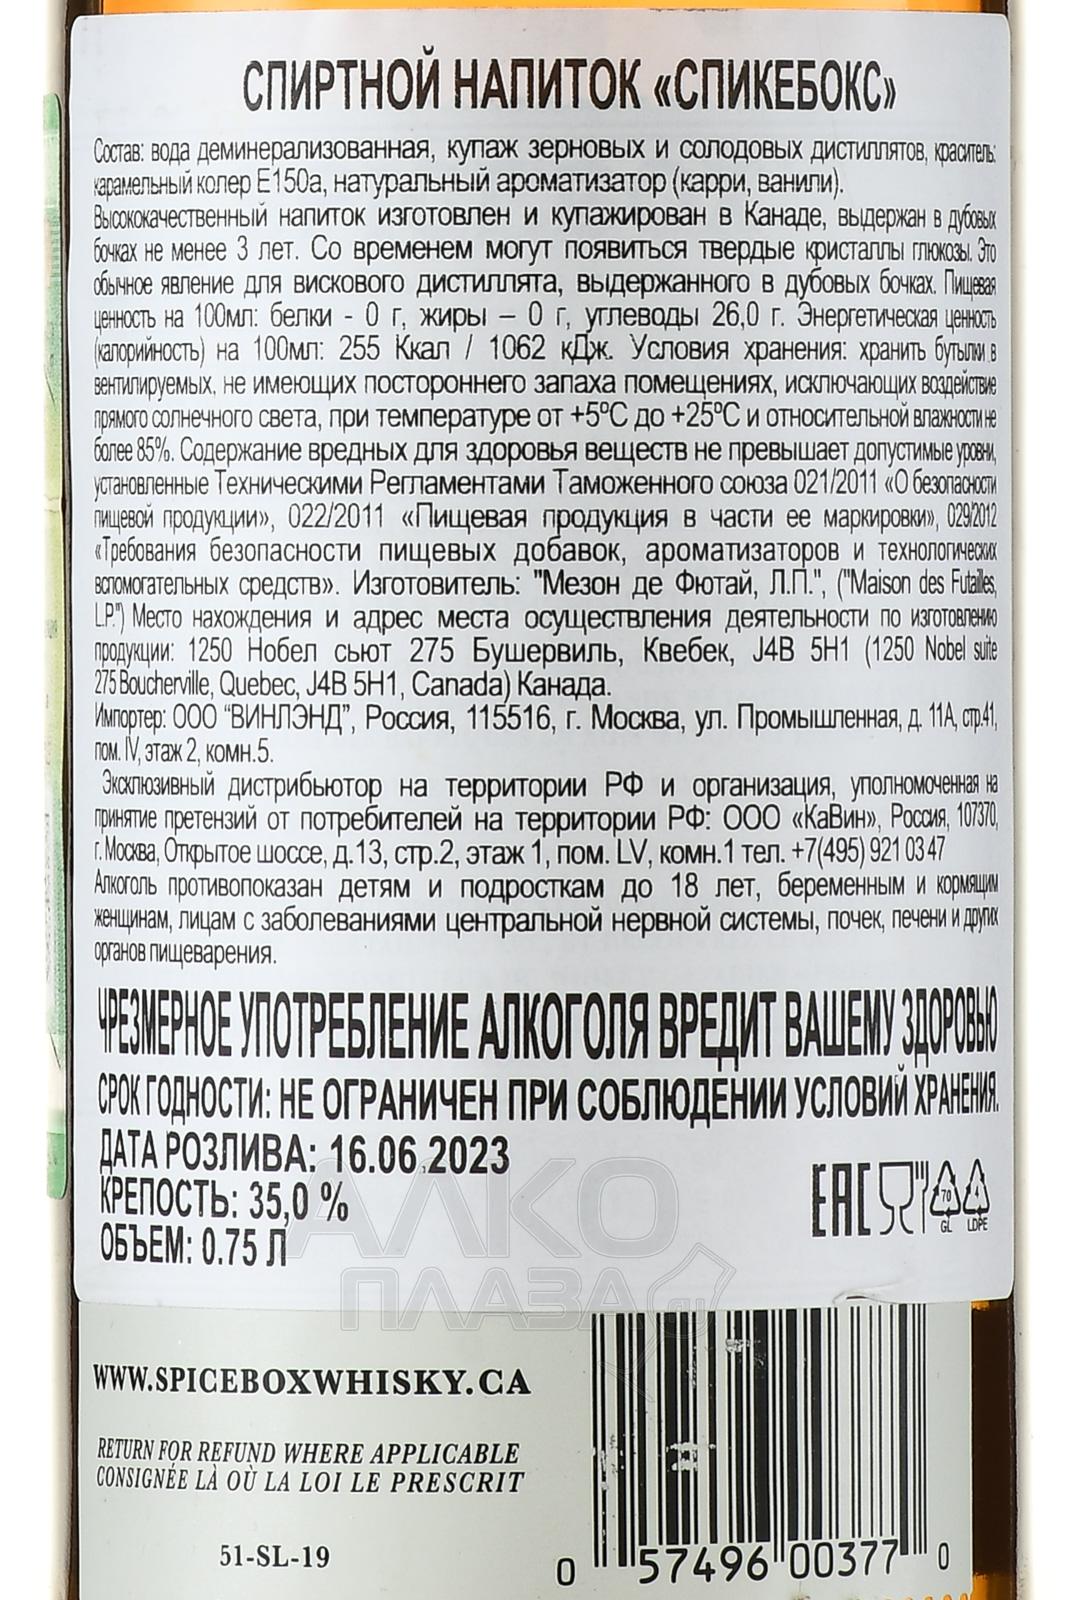 СПИРТНОЙ НАПИТОК «СПИКЕБОКС»
Состав: вода деминерализованная, купаж зерновых и солодовых дистиллятов, краситель:
карамельный колер Е150а, натуральный ароматизатор (карри, ванили).
Высококачественный напиток изготовлен и купажирован в Канаде, выдержан в дубовых
бочках не менее 3 лет. Со временем могут появиться твердые кристаллы глюкозы. Это
обычное явление для вискового дистиллята, выдержанного в дубовых бочках. Пищевая
ценность на 100мл: белки - 0 г, жиры – 0 г, углеводы 26,0 г. Энергетическая ценность
(калорийность) на 100мл: 255 Ккал / 1062 кДж. Условия хранения: хранить бутылки в
вентилируемых, не имеющих постороннего запаха помещениях, исключающих воздействие
прямого солнечного света, при температуре от +5ºС до +25ºС и относительной влажности не
более 85%. Содержание вредных для здоровья веществ не превышает допустимые уровни,
установленные Техническими Регламентами Таможенного союза 021/2011 «О безопасности
пищевой продукции», 022/2011 «Пищевая продукция в части ее маркировки», 029/2012
«Требования безопасности пищевых добавок, ароматизаторов и технологических
вспомогательных средств». Изготовитель: "Мезон де Фютай, Л.П.", ("Maison des Futailles,
L.P.") Место нахождения и адрес места осуществления деятельности по изготовлению
продукции: 1250 Нобел сьют 275 Бушервиль, Квебек, J4B 5H1 (1250 Nobel suite
275 Boucherville, Quebec, J4B 5H1, Canada) Канада.
Импортер: ООО “ВИНЛЭНД”, Россия, 115516, г. Москва, ул. Промышленная, д. 11А, стр.41,
пом. IV, этаж 2, комн.5.
Эксклюзивный дистрибьютор на территории РФ и организация, уполномоченная на
принятие претензий от потребителей на территории РФ: ООО «КаВин», Россия, 107370,
г. Москва, Открытое шоссе, д.13, стр.2, этаж 1, пом. LV, комн.1 тел. +7(495) 921 03 47
Алкоголь противопоказан детям и подросткам до 18 лет, беременным и кормящим
женщинам, лицам с заболеваниями центральной нервной системы, почек, печени и других
органов пищеварения.
ЧРЕЗМЕРНОЕ УПОТРЕБЛЕНИЕ АЛКОГОЛЯ ВРЕДИТ ВАШЕМУ ЗДОРОВЬЮ
СРОК ГОДНОСТИ: НЕ ОГРАНИЧЕН ПРИ СОБЛЮДЕНИИ УСЛОВИЙ ХРАНЕНИЯ.
ДАТА РОЗЛИВА: 16.06.2023
КРЕПОСТЬ: 35,0 %
ОБЪЕМ: 0.75 Л
EAC
70
GL
4
LDPE
АЛКО
ПЛАЗА
.ru
WWW.SPICEBOXWHISKY.CA
RETURN FOR REFUND WHERE APPLICABLE
CONSIGNÉE LÀ OÙ LA LOI LE PRESCRIT
51-SL-19
0 57496 00377 0